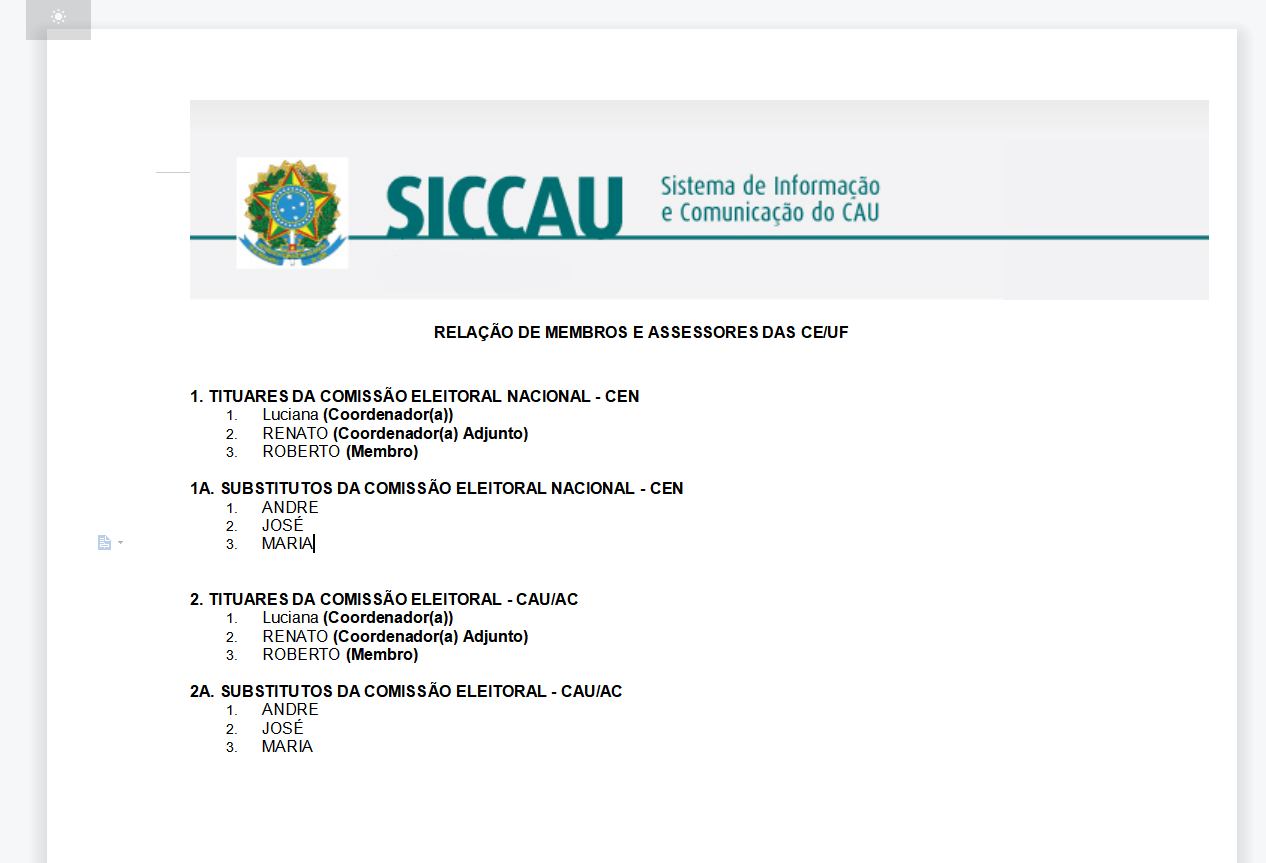 SICCAU
Sistema de Informação
e Comunicação do CAU
RELAÇÃO DE MEMBROS E ASSESSORES DAS CE/UF
1. TITUARES DA COMISSÃO ELEITORAL NACIONAL - CEN
1. Luciana (Coordenador(a))
2. RENATO (Coordenador(a) Adjunto)
3. ROBERTO (Membro)
1A. SUBSTITUTOS DA COMISSÃO ELEITORAL NACIONAL - CEN
1. ANDRE
2. JOSÉ
3. MARIA
2. TITUARES DA COMISSÃO ELEITORAL - CAU/AC
1. Luciana (Coordenador(a))
2. RENATO (Coordenador(a) Adjunto)
3. ROBERTO (Membro)
2A. SUBSTITUTOS DA COMISSÃO ELEITORAL - CAU/AC
1. ANDRE
2. JOSÉ
3. MARIA